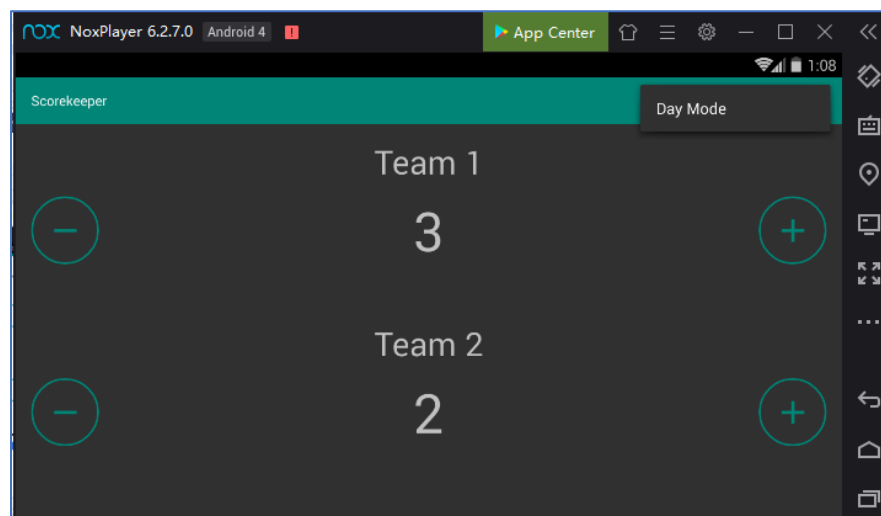 nox NoxPlayer 6.2.7.0 Android 4 ! App Center
1:08
Scorekeeper
Day Mode
Team 1
3
Team 2
2